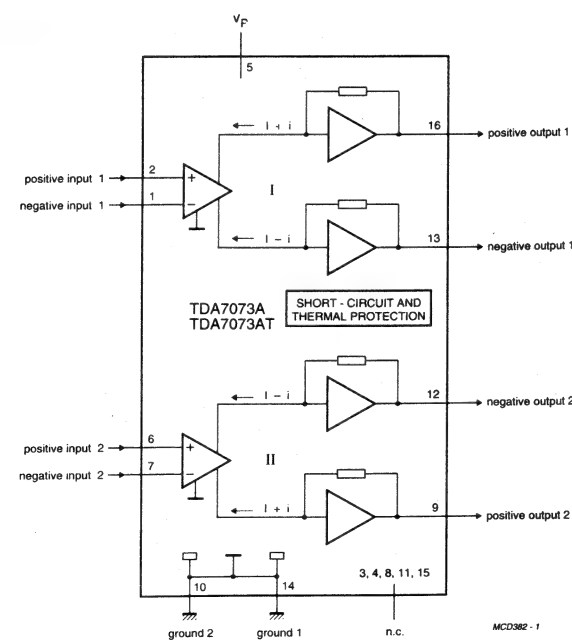 VP
5
I + i
16
positive output 1
positive input 1
2
+
I
negative input 1
1
−
I − i
13
negative output 1
TDA7073A
TDA7073AT
SHORT - CIRCUIT AND
THERMAL PROTECTION
I − i
12
negative output 2
positive input 2
6
+
II
negative input 2
7
−
I + i
9
positive output 2
3, 4, 8, 11, 15
10
14
ground 2
ground 1
n.c.
MCD382 - 1